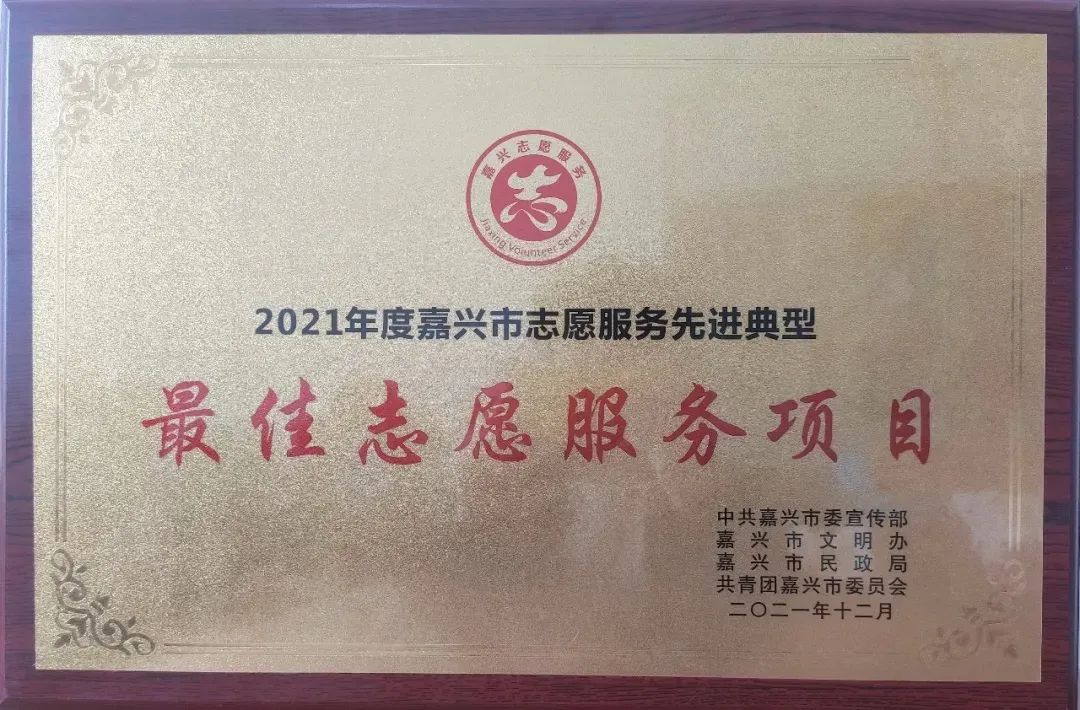 嘉兴志愿服务
志
Jiaxing Volunteer Service
2021年度嘉兴市志愿服务先进典型
最佳志愿服务项目
中共嘉兴市委宣传部
嘉兴市文明办
嘉兴市民政局
共青团嘉兴市委员会
二〇二一年十二月